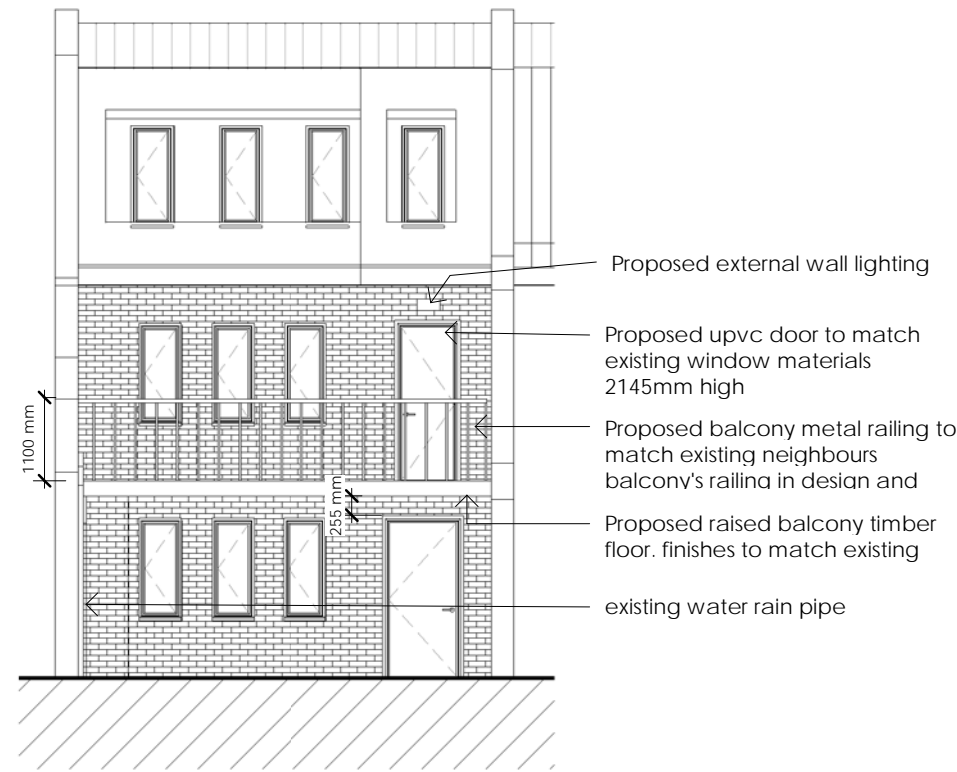 Proposed external wall lighting
Proposed upvc door to match
existing window materials
2145mm high
1100 mm
Proposed balcony metal railing to
match existing neighbours
balcony's railing in design and
255 mm
Proposed raised balcony timber
floor. finishes to match existing
existing water rain pipe